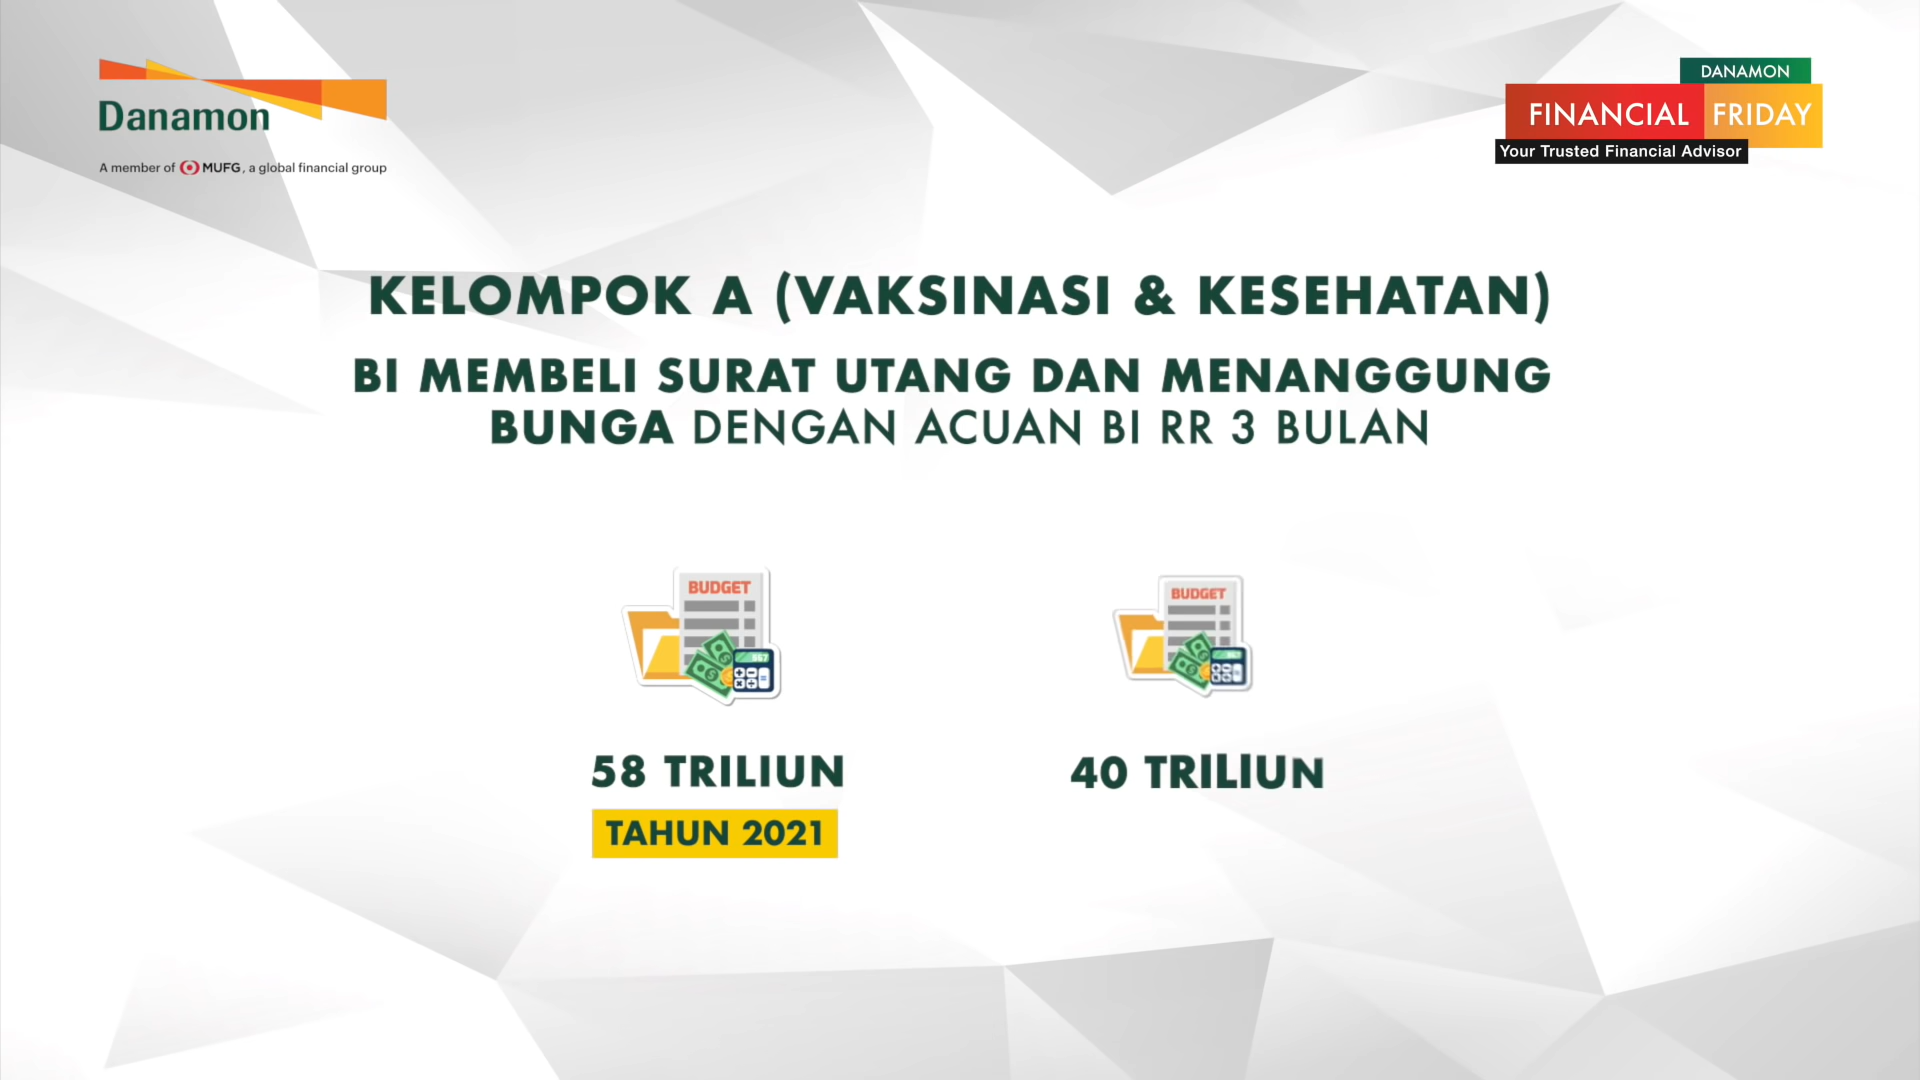 Danamon
A member of MUFG, a global financial group
DANAMON
FINANCIAL FRIDAY
Your Trusted Financial Advisor
KELOMPOK A (VAKSINASI & KESEHATAN)
BI MEMBELI SURAT UTANG DAN MENANGGUNG
BUNGA DENGAN ACUAN BI RR 3 BULAN
BUDGET
BUDGET
58 TRILIUN
40 TRILIUN
TAHUN 2021